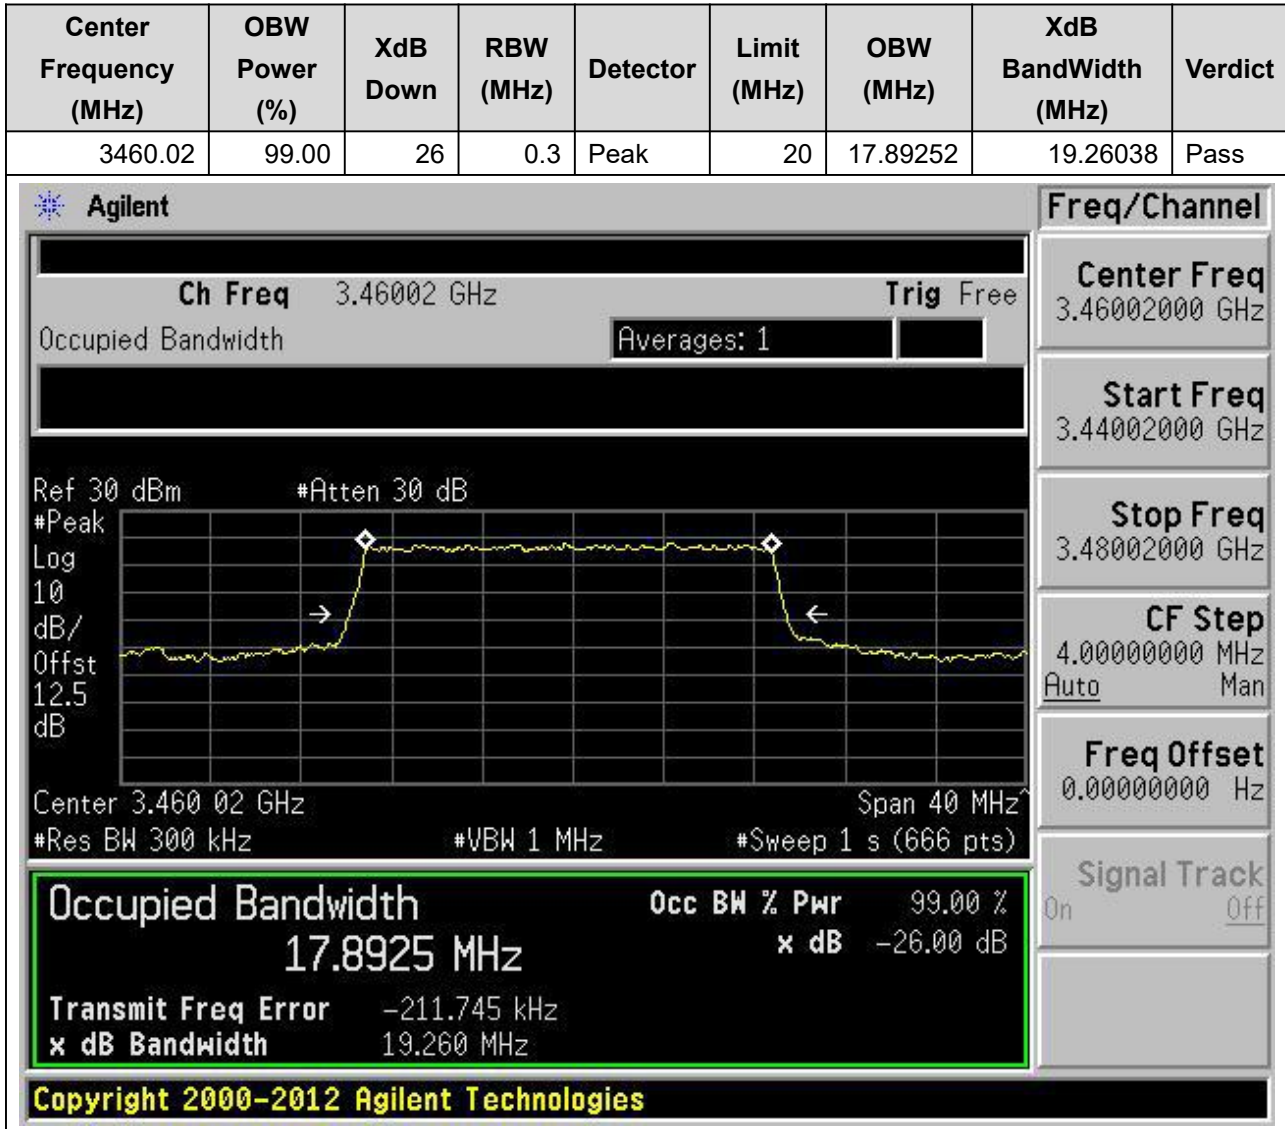 Center Frequency (MHz) OBW Power (%) XdB Down RBW (MHz) Detector Limit (MHz) OBW (MHz) XdB BandWidth (MHz) Verdict
3460.02 99.00 26 0.3 Peak 20 17.89252 19.26038 Pass
Agilent
Freq/Channel
Ch Freq 3.46002 GHz Trig Free
Occupied Bandwidth Averages: 1
Center Freq
3.46002000 GHz
Start Freq
3.44002000 GHz
Stop Freq
3.48002000 GHz
CF Step
4.00000000 MHz
Auto Man
Freq Offset
0.00000000 Hz
Signal Track
On Off
Ref 30 dBm #Atten 30 dB
#Peak
Log
10
dB/
Offst
12.5
dB
Center 3.460 02 GHz Span 40 MHz^
#Res BW 300 kHz #VBW 1 MHz #Sweep 1 s (666 pts)
Occupied Bandwidth Occ BW % Pwr 99.00 %
17.8925 MHz x dB -26.00 dB
Transmit Freq Error -211.745 kHz
x dB Bandwidth 19.260 MHz
Copyright 2000-2012 Agilent Technologies